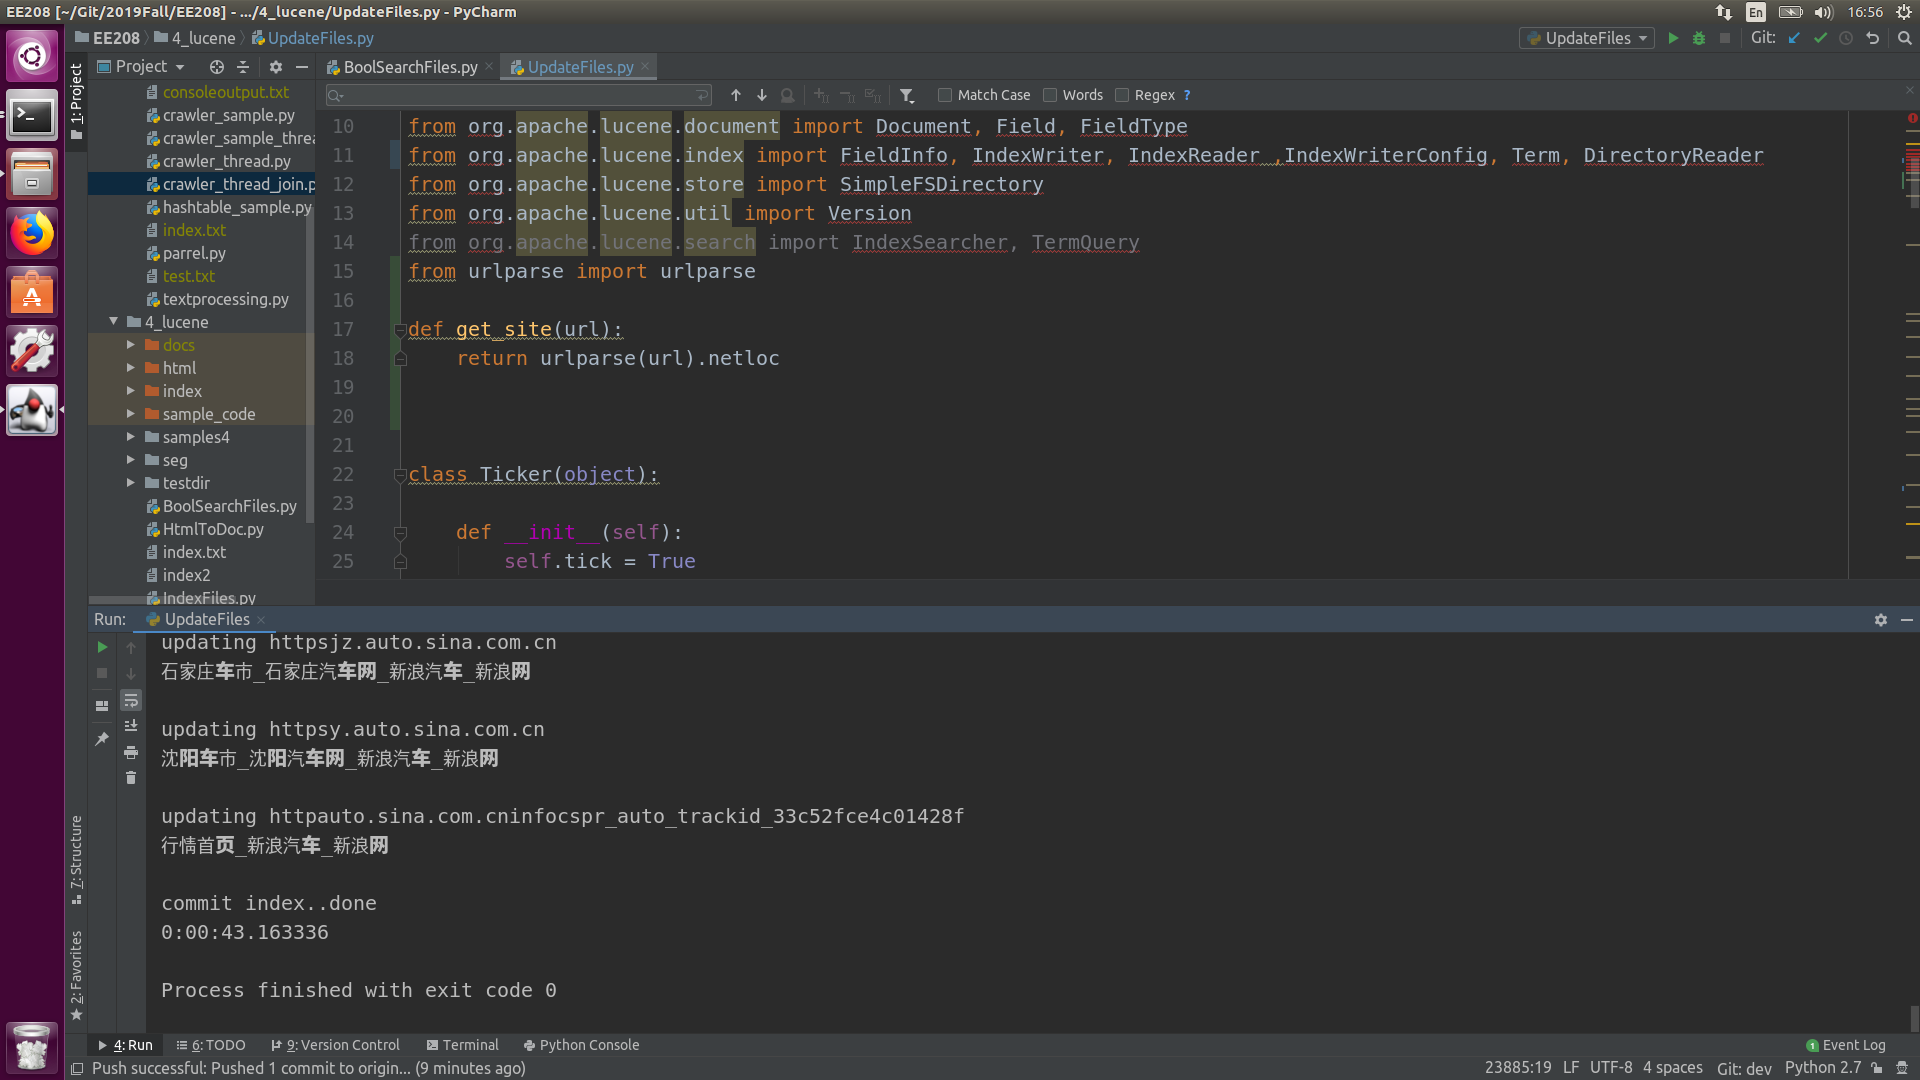 EE208 [~/Git/2019Fall/EE208] - .../4_lucene/UpdateFiles.py - PyCharm
En
16:56
EE208
4_lucene
UpdateFiles.py
UpdateFiles
Git:
1: Project
Project
BoolSearchFiles.py
UpdateFiles.py
Match Case
Words
Regex
?
consoleoutput.txt
crawler_sample.py
crawler_sample_threa
crawler_thread.py
crawler_thread_join.p
hashtable_sample.py
index.txt
parrel.py
test.txt
textprocessing.py
4_lucene
docs
html
index
sample_code
samples4
seg
testdir
BoolSearchFiles.py
HtmlToDoc.py
index.txt
index2
IndexFiles.py
10 from org.apache.lucene.document import Document, Field, FieldType
11 from org.apache.lucene.index import FieldInfo, IndexWriter, IndexReader ,IndexWriterConfig, Term, DirectoryReader
12 from org.apache.lucene.store import SimpleFSDirectory
13 from org.apache.lucene.util import Version
14 from org.apache.lucene.search import IndexSearcher, TermQuery
15 from urlparse import urlparse
16
17 def get_site(url):
18     return urlparse(url).netloc
19
20
21
22 class Ticker(object):
23
24     def __init__(self):
25         self.tick = True
Run:
UpdateFiles
updating httpsjz.auto.sina.com.cn
石家庄车市_石家庄汽车网_新浪汽车_新浪网
updating httpsy.auto.sina.com.cn
沈阳车市_沈阳汽车网_新浪汽车_新浪网
updating httpauto.sina.com.cninfocspr_auto_trackid_33c52fce4c01428f
行情首页_新浪汽车_新浪网
commit index..done
0:00:43.163336
Process finished with exit code 0
7: Structure
2: Favorites
4: Run
6: TODO
9: Version Control
Terminal
Python Console
1 Event Log
Push successful: Pushed 1 commit to origin... (9 minutes ago)
23885:19
LF
UTF-8
4 spaces
Git: dev
Python 2.7